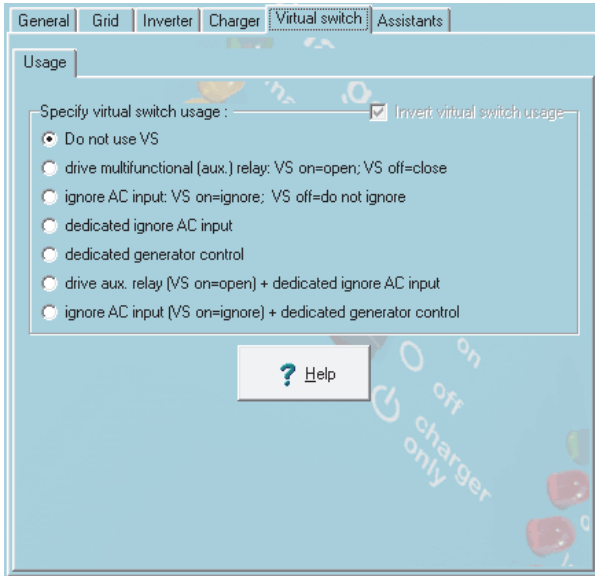 General Grid Inverter Charger Virtual switch Assistants
Usage
Specify virtual switch usage : Invert virtual switch usage
Do not use VS
drive multifunctional (aux.) relay: VS on=open; VS off=close
ignore AC input: VS on=ignore; VS off=do not ignore
dedicated ignore AC input
dedicated generator control
drive aux. relay (VS on=open) + dedicated ignore AC input
ignore AC input (VS on=ignore) + dedicated generator control
? Help
on
off
charger
only